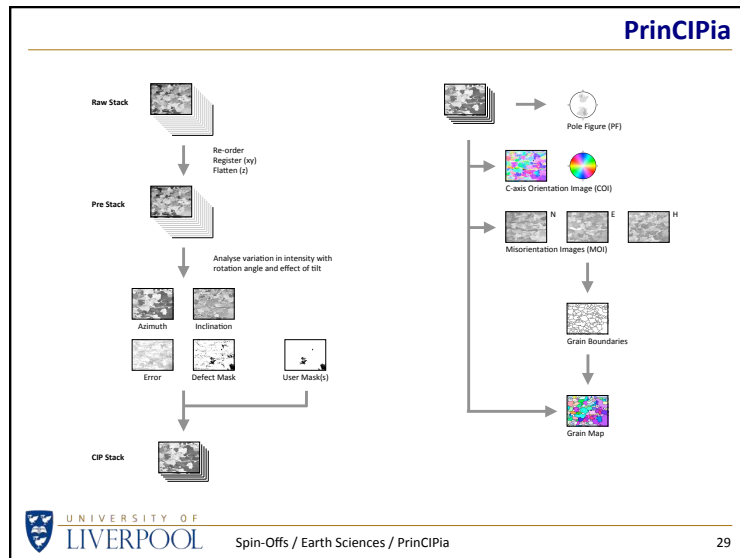 PrinCIPia
Raw Stack
Re-order
Register (xy)
Flatten (z)
Pre Stack
Analyse variation in intensity with
rotation angle and effect of tilt
Azimuth
Inclination
Error
Defect Mask
User Mask(s)
CIP Stack
Pole Figure (PF)
C-axis Orientation Image (COI)
N
E
H
Misorientation Images (MOI)
Grain Boundaries
Grain Map
UNIVERSITY OF
LIVERPOOL
Spin-Offs / Earth Sciences / PrinCIPia
29